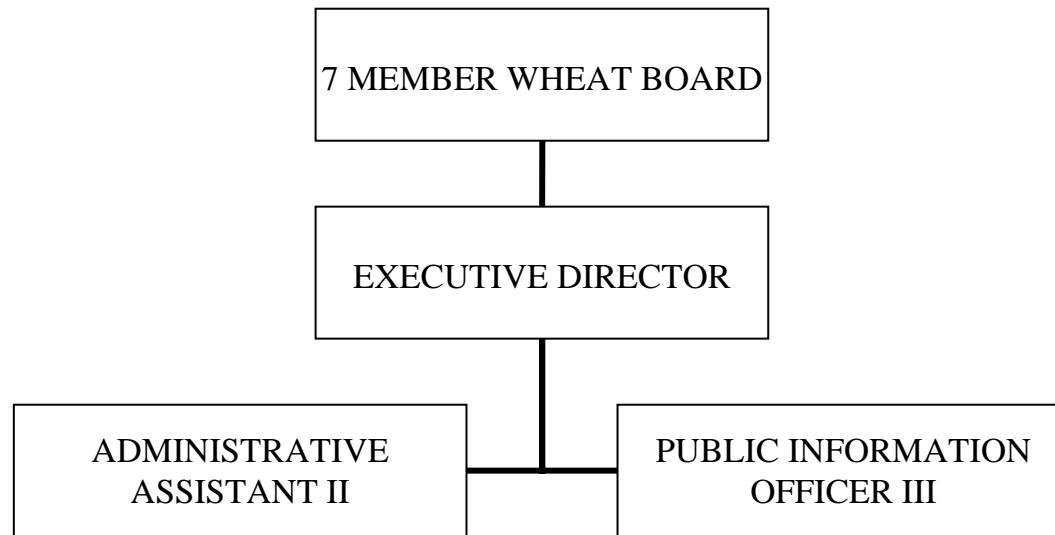 7 MEMBER WHEAT BOARD
EXECUTIVE DIRECTOR
ADMINISTRATIVE
ASSISTANT II
PUBLIC INFORMATION
OFFICER III